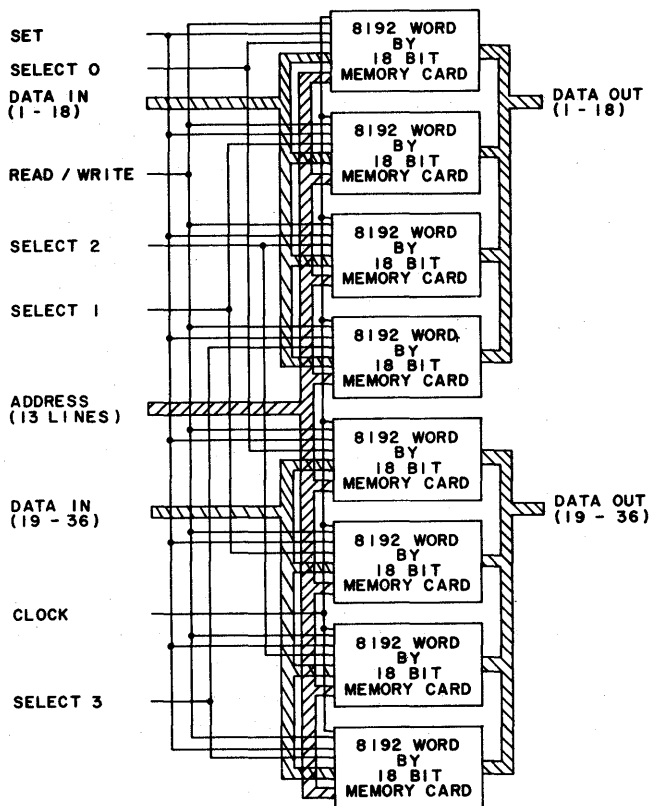 SET
SELECT 0
DATA IN
(1 - 18)
READ / WRITE
SELECT 2
SELECT 1
ADDRESS
(13 LINES)
DATA IN
(19 - 36)
CLOCK
SELECT 3
8192 WORD
BY
18 BIT
MEMORY CARD
8192 WORD
BY
18 BIT
MEMORY CARD
8192 WORD
BY
18 BIT
MEMORY CARD
8192 WORD.
BY
18 BIT
MEMORY CARD
8192 WORD
BY
18 BIT
MEMORY CARD
8192 WORD
BY
18 BIT
MEMORY CARD
8192 WORD
BY
18 BIT
MEMORY CARD
8192 WORD
BY
18 BIT
MEMORY CARD
DATA OUT
(1 - 18)
DATA OUT
(19 - 36)